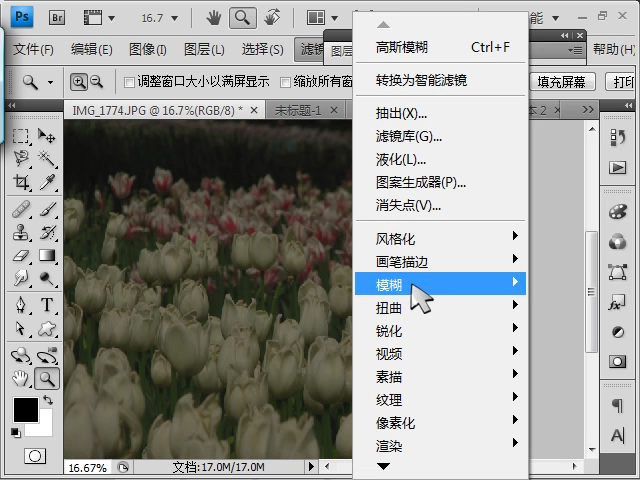 Ps Br 16.7 能
文件(F) 编辑(E) 图像(I) 图层(L) 选择(S) 滤镜 图层 帮助(H)
调整窗口大小以满屏显示 缩放所有窗 填充屏幕 打印
IMG_1774.JPG @ 16.7%(RGB/8) * × 未标题-1 本 2 ×
高斯模糊 Ctrl+F
转换为智能滤镜
抽出(X)...
滤镜库(G)...
液化(L)...
图案生成器(P)...
消失点(V)...
风格化
画笔描边
模糊
扭曲
锐化
视频
素描
纹理
像素化
渲染
16.67% 文档:17.0M/17.0M